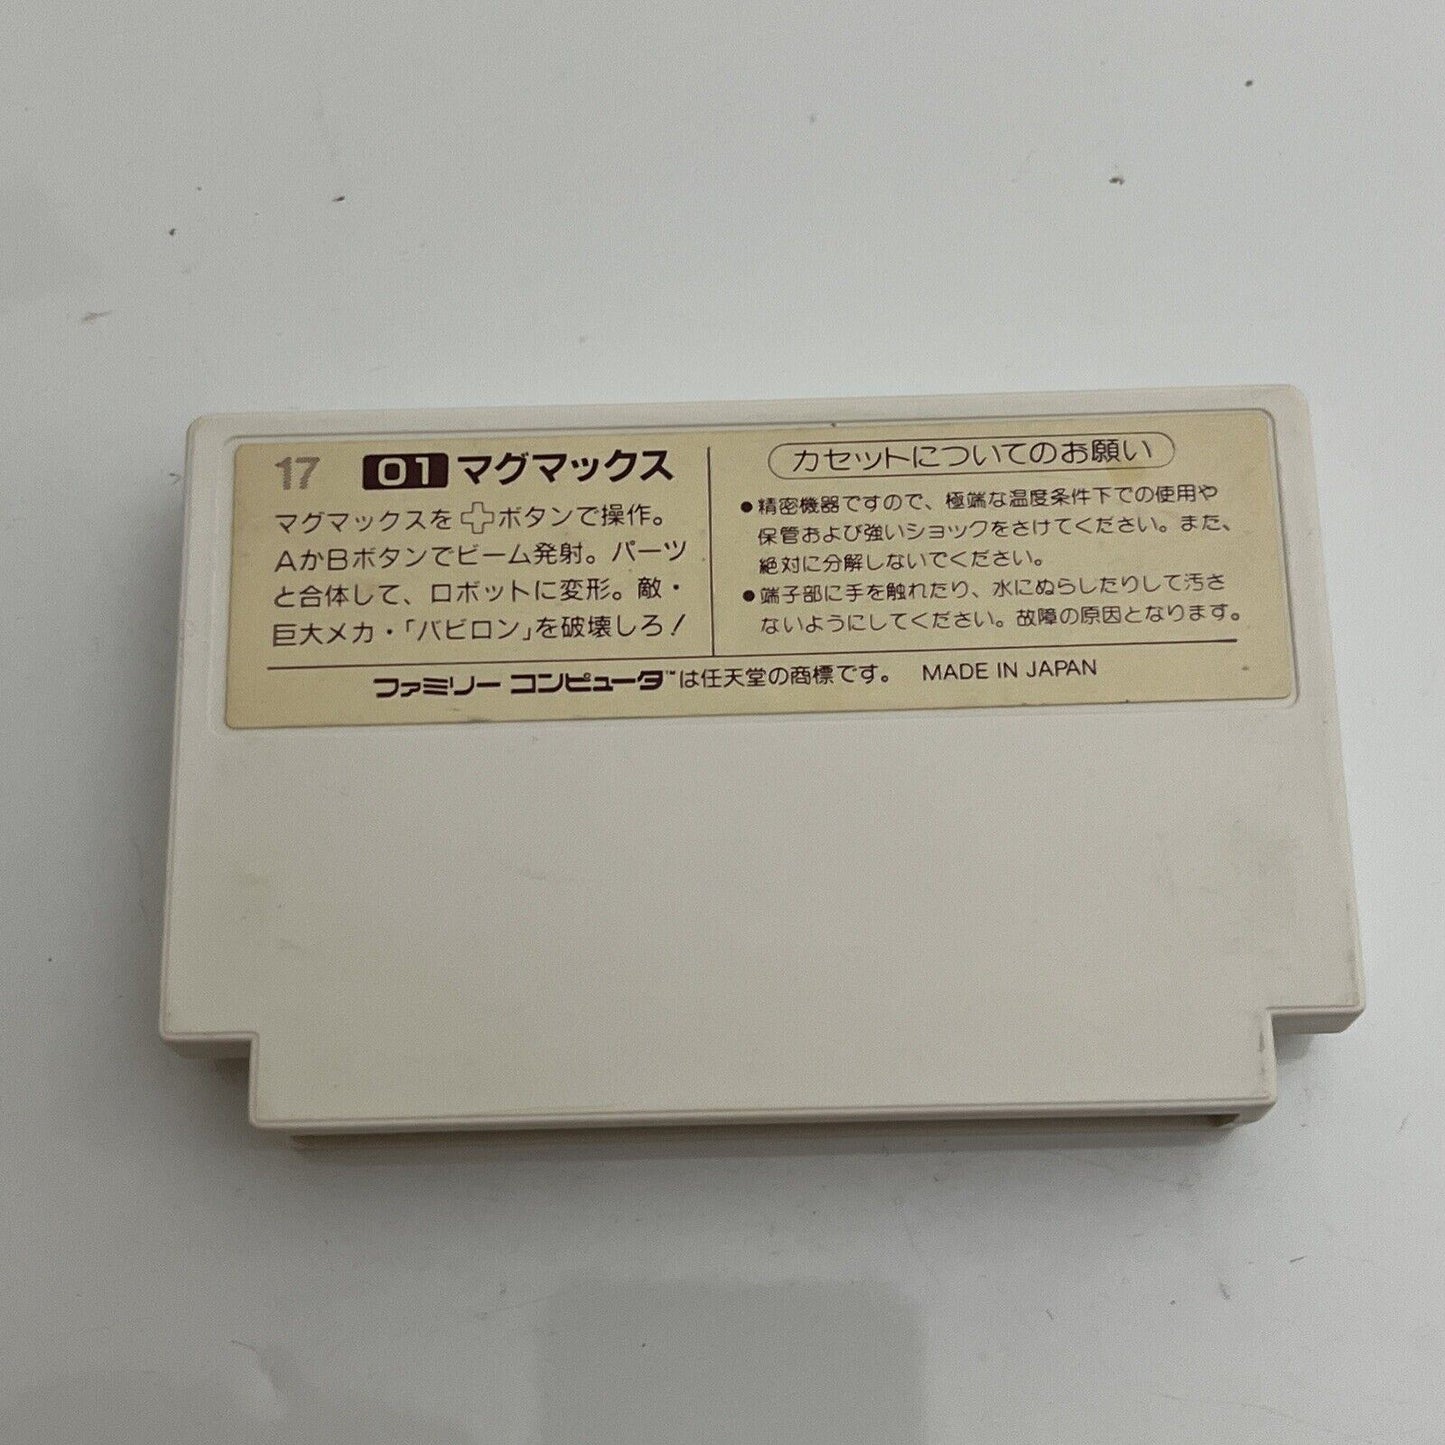 17 01 マグマックス
マグマックスを✚ボタンで操作。
AかBボタンでビーム発射。パーツ
と合体して、ロボットに変形。敵・
巨大メカ・「バビロン」を破壊しろ!
カセットについてのお願い
●精密機器ですので、極端な温度条件下での使用や
保管および強いショックをさけてください。また、
絶対に分解しないでください。
●端子部に手を触れたり、水にぬらしたりして汚さ
ないようにしてください。故障の原因となります。
ファミリーコンピュータ™は任天堂の商標です。 MADE IN JAPAN